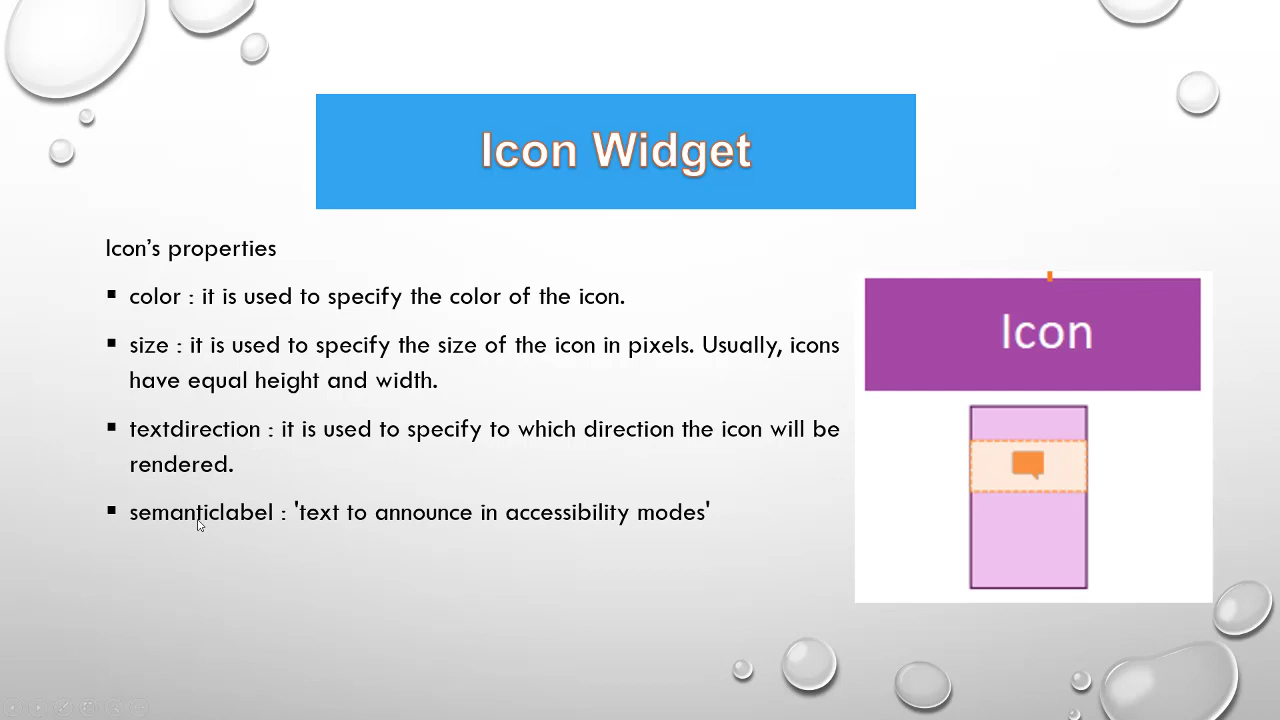 Icon Widget
Icon’s properties
▪ color : it is used to specify the color of the icon.
▪ size : it is used to specify the size of the icon in pixels. Usually, icons
have equal height and width.
▪ textdirection : it is used to specify to which direction the icon will be
rendered.
▪ semanticlabel : 'text to announce in accessibility modes'
Icon